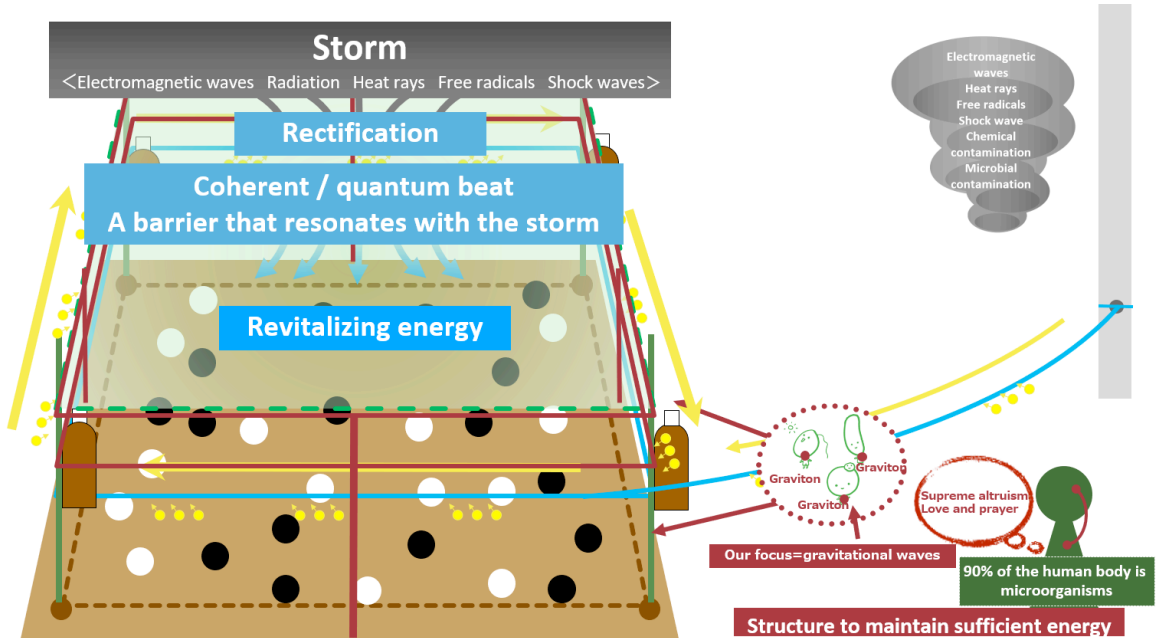 Storm
<Electromagnetic waves Radiation Heat rays Free radicals Shock waves>
Rectification
Coherent / quantum beat
A barrier that resonates with the storm
Revitalizing energy
Electromagnetic
waves
Heat rays
Free radicals
Shock wave
Chemical
contamination
Microbial
contamination
Graviton
Graviton
Graviton
Our focus=gravitational waves
Supreme altruism
Love and prayer
90% of the human body is
microorganisms
Structure to maintain sufficient energy